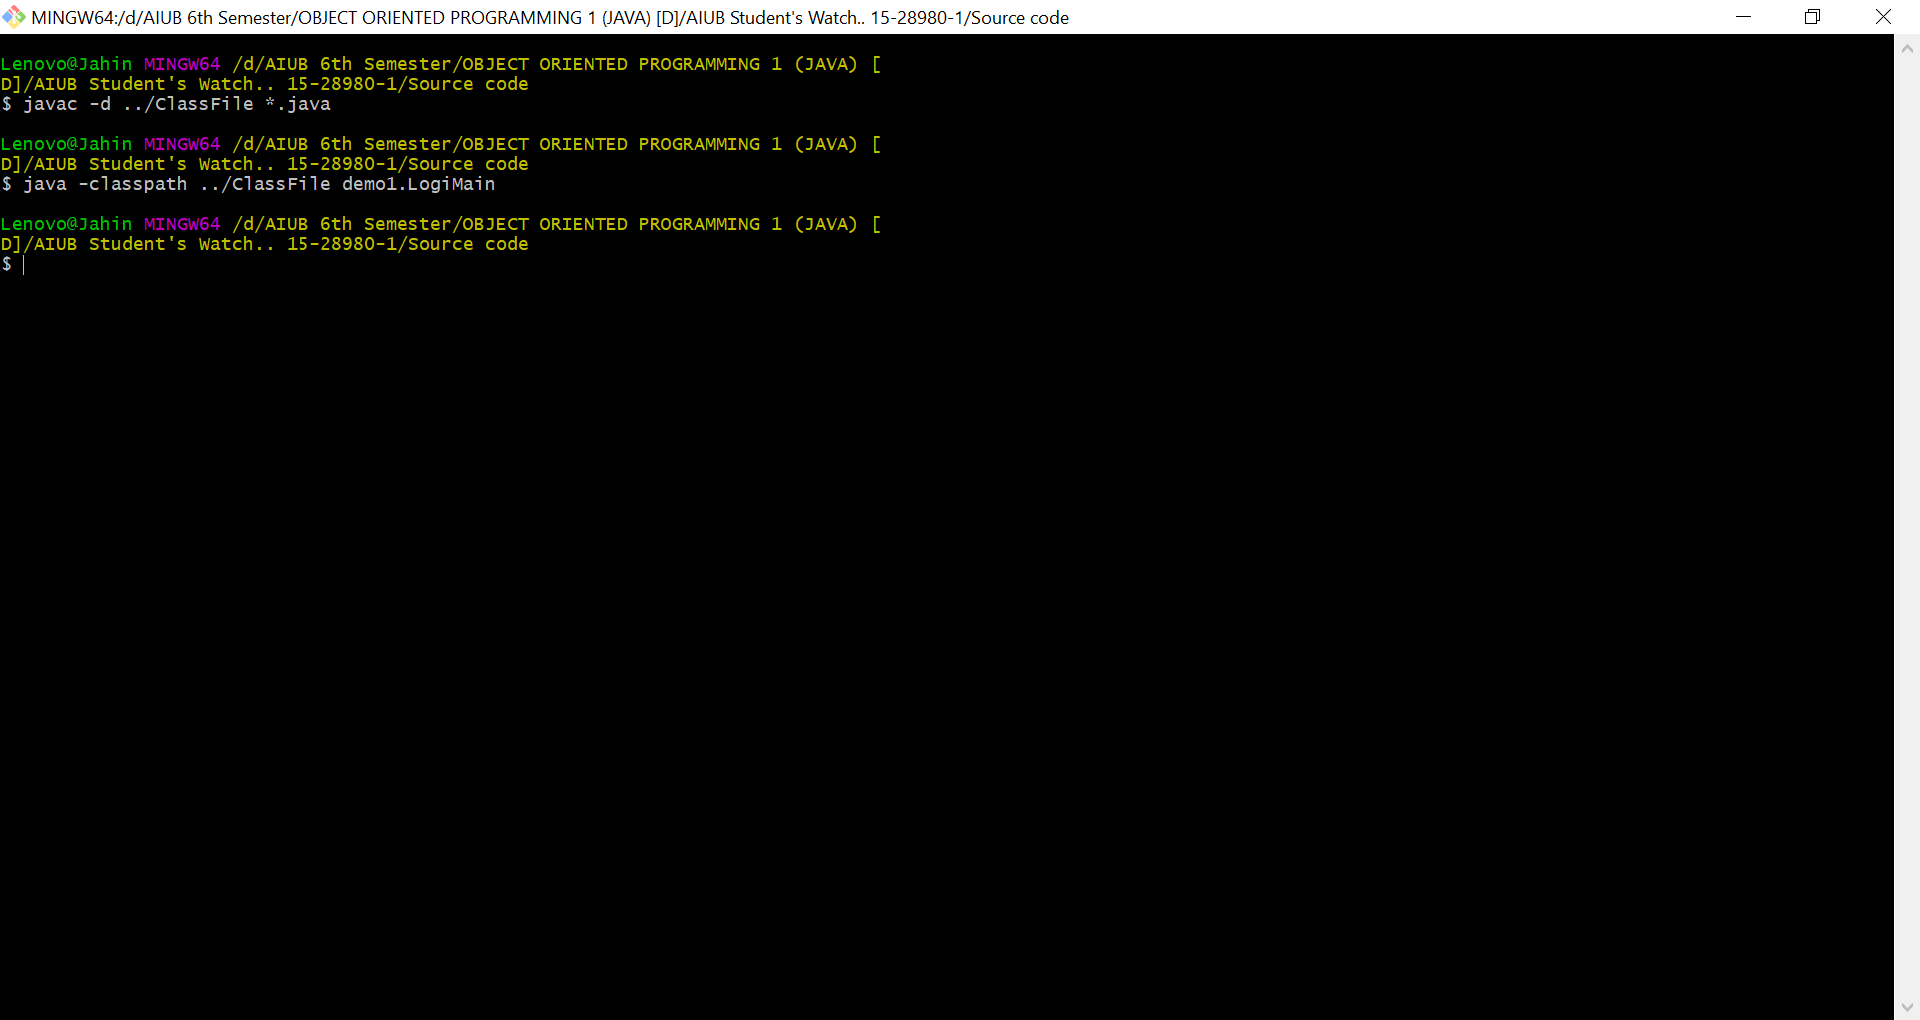 MINGW64:/d/AIUB 6th Semester/OBJECT ORIENTED PROGRAMMING 1 (JAVA) [D]/AIUB Student's Watch.. 15-28980-1/Source code
Lenovo@Jahin MINGW64 /d/AIUB 6th Semester/OBJECT ORIENTED PROGRAMMING 1 (JAVA) [
D]/AIUB Student's Watch.. 15-28980-1/Source code
$ javac -d ../ClassFile *.java
Lenovo@Jahin MINGW64 /d/AIUB 6th Semester/OBJECT ORIENTED PROGRAMMING 1 (JAVA) [
D]/AIUB Student's Watch.. 15-28980-1/Source code
$ java -classpath ../ClassFile demo1.LogiMain
Lenovo@Jahin MINGW64 /d/AIUB 6th Semester/OBJECT ORIENTED PROGRAMMING 1 (JAVA) [
D]/AIUB Student's Watch.. 15-28980-1/Source code
$